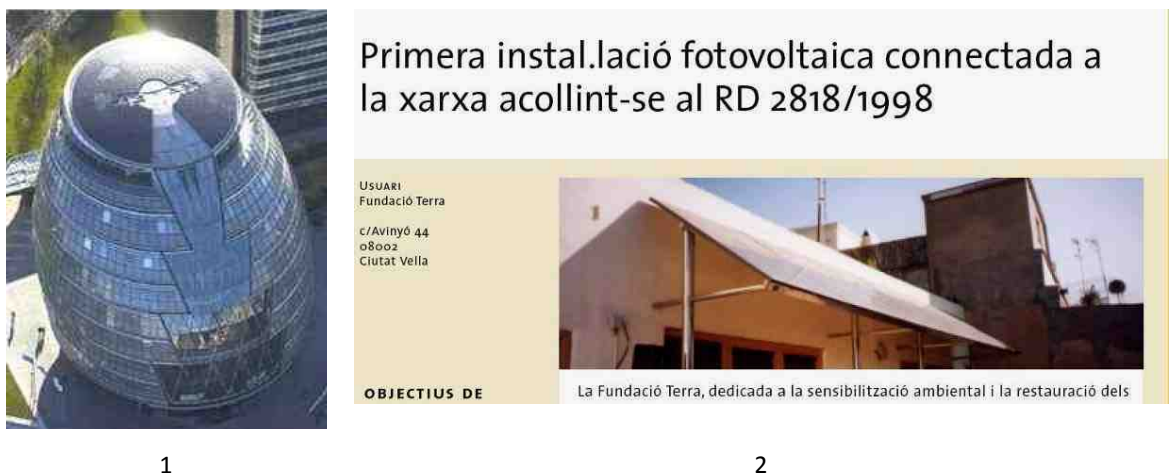 Primera instal.lació fotovoltaica connectada a
la xarxa acollint-se al RD 2818/1998
Usuari
Fundació Terra
c/Avinyó 44
08002
Ciutat Vella
OBJECTIUS DE
La Fundació Terra, dedicada a la sensibilització ambiental i la restauració dels
1
2